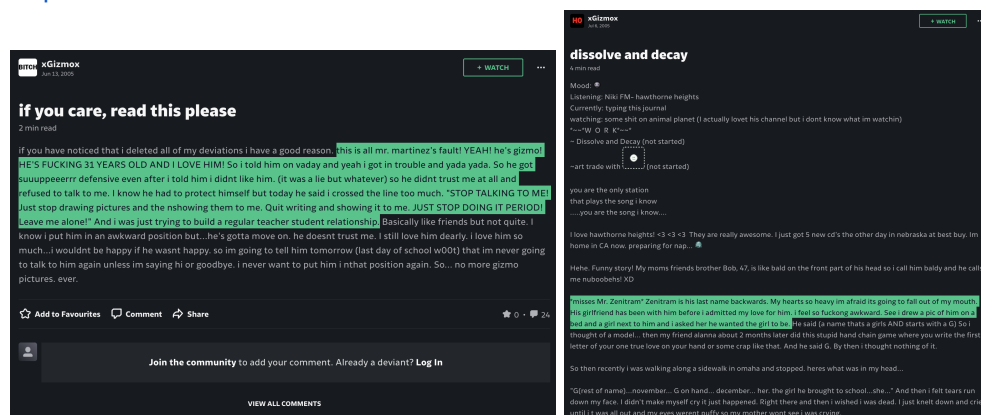 BITCH xGizmox
Jun 13, 2005
+ WATCH
if you care, read this please
2 min read
if you have noticed that i deleted all of my deviations i have a good reason. this is all mr. martinez's fault! YEAH! he's gizmo!
HE'S FUCKING 31 YEARS OLD AND I LOVE HIM! So i told him on vaday and yeah i got in trouble and yada yada. So he got
suuuppeeerrr defensive even after i told him i didnt like him. (it was a lie but whatever) so he didnt trust me at all and
refused to talk to me. I know he had to protect himself but today he said i crossed the line too much. "STOP TALKING TO ME!
Just stop drawing pictures and the nshowing them to me. Quit writing and showing it to me. JUST STOP DOING IT PERIOD!
Leave me alone!" And i was just trying to build a regular teacher student relationship. Basically like friends but not quite. I
know i put him in an awkward position but...he's gotta move on. he doesnt trust me. I still love him dearly. i love him so
much...i wouldnt be happy if he wasnt happy. so im going to tell him tomorrow (last day of school w00t) that im never going
to talk to him again unless im saying hi or goodbye. i never want to put him i nthat position again. So... no more gizmo
pictures. ever.
Add to Favourites Comment Share
0 • 24
Join the community to add your comment. Already a deviant? Log In
VIEW ALL COMMENTS
HO xGizmox
Jul 6, 2005
+ WATCH
dissolve and decay
4 min read
Mood:
Listening: Niki FM- hawthorne heights
Currently: typing this journal
watching: some shit on animal planet (I actually lovet his channel but i dont know what im watchin)
"~~"W O R K"~~"
~ Dissolve and Decay (not started)
~art trade with (not started)
you are the only station
that plays the song i know
.....you are the song i know....
I love hawthorne heights! <3 <3 <3 They are really awesome. I just got 5 new cd's the other day in nebraska at best buy. Im
home in CA now. preparing for nap...
Hehe. Funny story! My moms friends brother Bob, 47, is like bald on the front part of his head so i call him baldy and he calls
me nuboobehs! XD
"misses Mr. Zenitram" Zenitram is his last name backwards. My hearts so heavy im afraid its going to fall out of my mouth.
His girlfriend has been with him before i admitted my love for him. i feel so fuckong awkward. See i drew a pic of him on a
bed and a girl next to him and i asked her he wanted the girl to be. He said (a name thats a girls AND starts with a G) So i
thought of a model... then my friend alanna about 2 months later did this stupid hand chain game where you write the first
letter of your one true love on your hand or some crap like that. And he said G. By then i thought nothing of it.
So then recently i was walking along a sidewalk in omaha and stopped. heres what was in my head...
"G(rest of name)...november... G on hand... december... her. the girl he brought to school...she..." And then i felt tears run
down my face. I didn't make myself cry it just happened. Right there and then i wished i was dead. I just knelt down and crie
until i t was all out and my eyes werent puffy so my mother wont see i was crying.